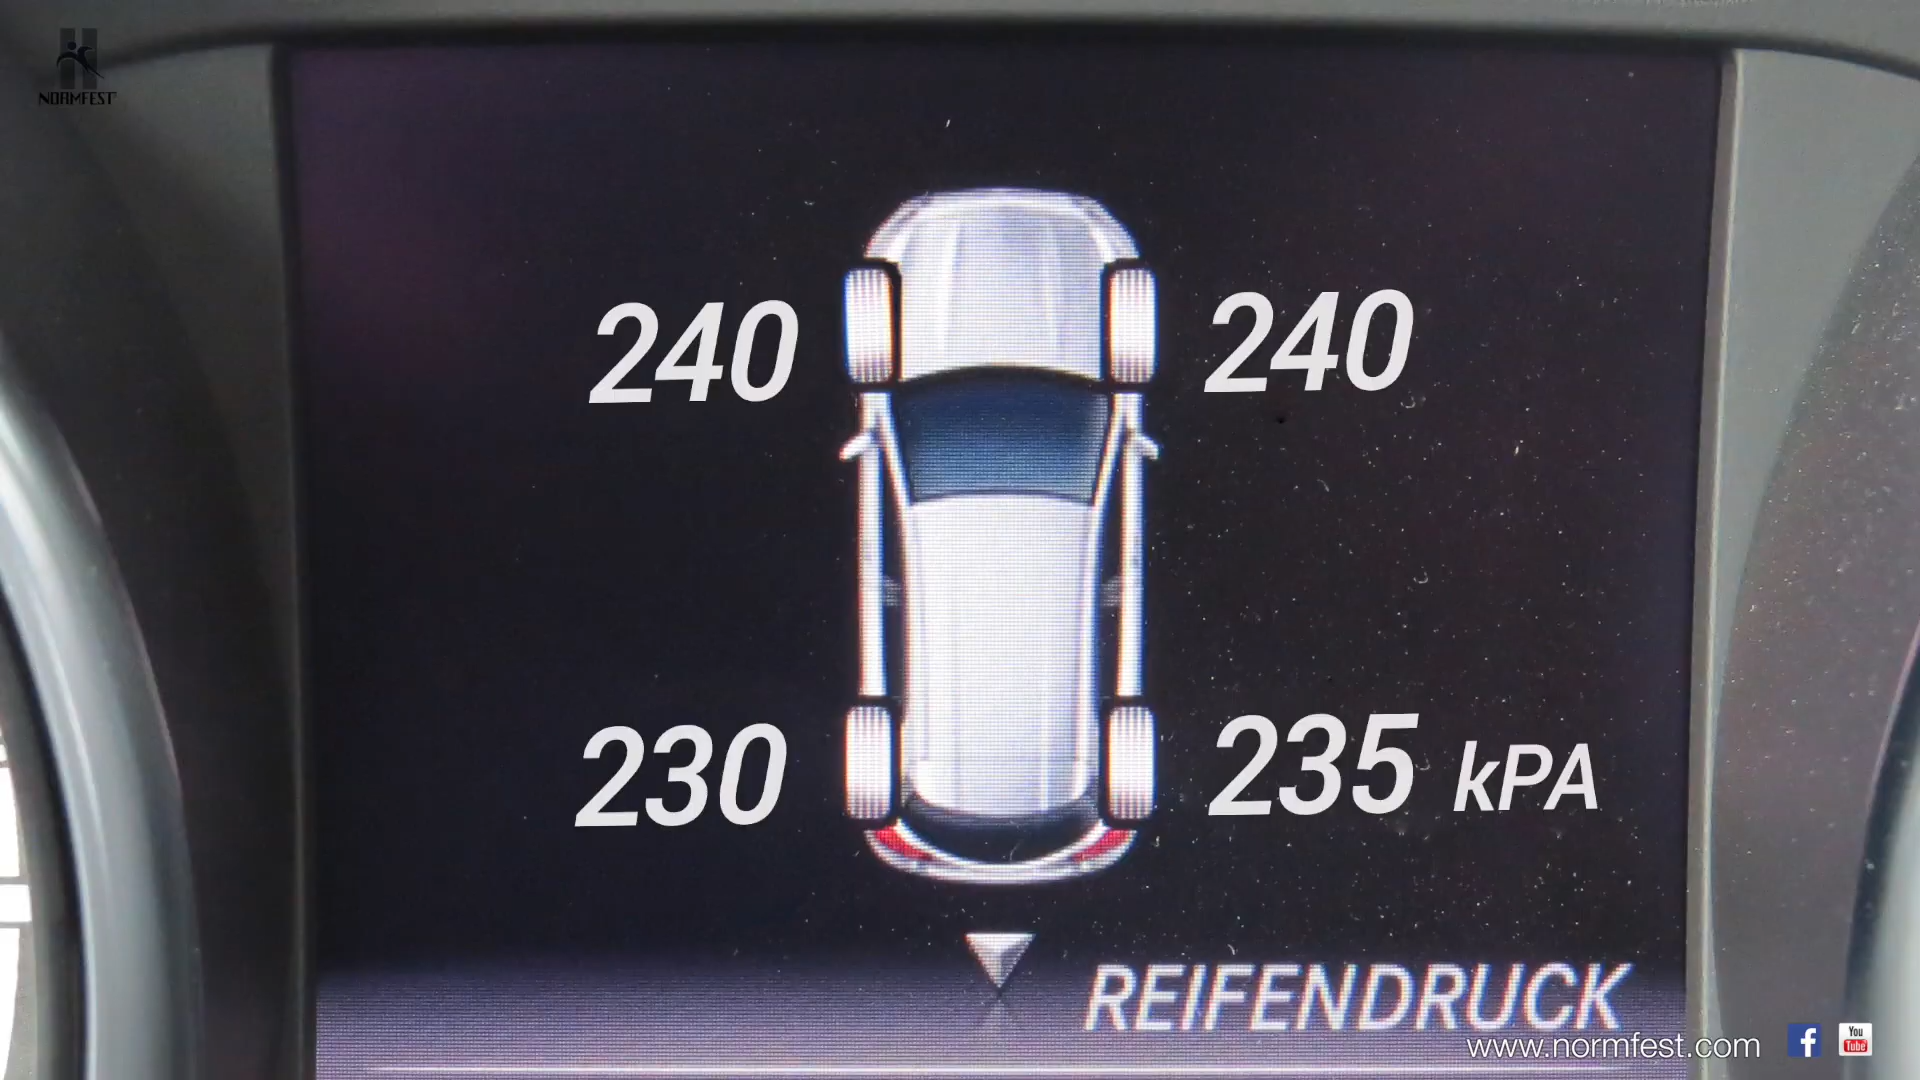 NORMFEST
240 240
230 235 kPA
REIFENDRUCK
www.normfest.com
f You Tube